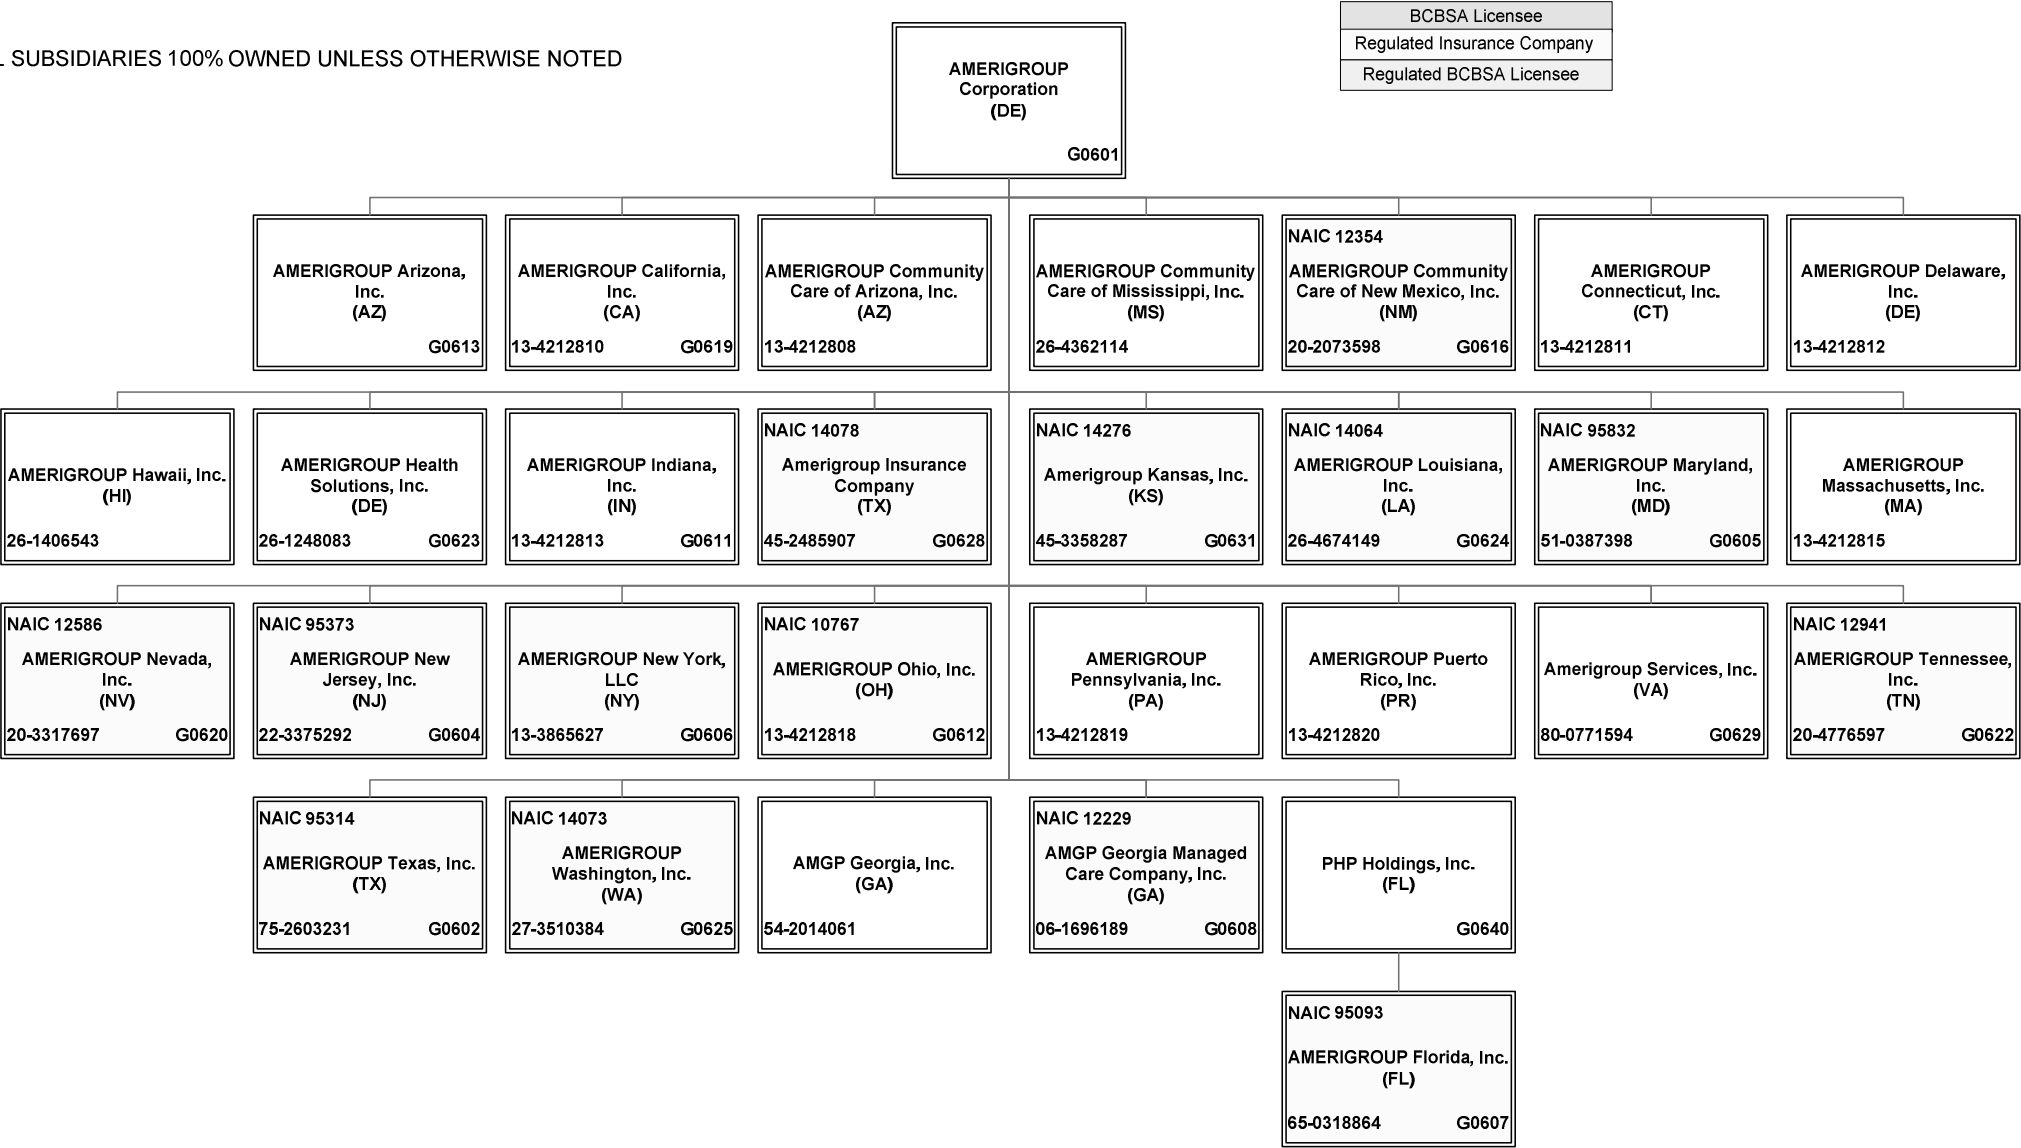 L SUBSIDIARIES 100% OWNED UNLESS OTHERWISE NOTED
BCBSA Licensee
Regulated Insurance Company
Regulated BCBSA Licensee
AMERIGROUP
Corporation
(DE)
G0601
AMERIGROUP Arizona,
Inc.
(AZ)
G0613
AMERIGROUP California,
Inc.
(CA)
13-4212810 G0619
AMERIGROUP Community
Care of Arizona, Inc.
(AZ)
13-4212808
AMERIGROUP Community
Care of Mississippi, Inc.
(MS)
26-4362114
NAIC 12354
AMERIGROUP Community
Care of New Mexico, Inc.
(NM)
20-2073598 G0616
AMERIGROUP
Connecticut, Inc.
(CT)
13-4212811
AMERIGROUP Delaware,
Inc.
(DE)
13-4212812
AMERIGROUP Hawaii, Inc.
(HI)
26-1406543
AMERIGROUP Health
Solutions, Inc.
(DE)
26-1248083 G0623
AMERIGROUP Indiana,
Inc.
(IN)
13-4212813 G0611
NAIC 14078
Amerigroup Insurance
Company
(TX)
45-2485907 G0628
NAIC 14276
Amerigroup Kansas, Inc.
(KS)
45-3358287 G0631
NAIC 14064
AMERIGROUP Louisiana,
Inc.
(LA)
26-4674149 G0624
NAIC 95832
AMERIGROUP Maryland,
Inc.
(MD)
51-0387398 G0605
AMERIGROUP
Massachusetts, Inc.
(MA)
13-4212815
NAIC 12586
AMERIGROUP Nevada,
Inc.
(NV)
20-3317697 G0620
NAIC 95373
AMERIGROUP New
Jersey, Inc.
(NJ)
22-3375292 G0604
AMERIGROUP New York,
LLC
(NY)
13-3865627 G0606
NAIC 10767
AMERIGROUP Ohio, Inc.
(OH)
13-4212818 G0612
AMERIGROUP
Pennsylvania, Inc.
(PA)
13-4212819
AMERIGROUP Puerto
Rico, Inc.
(PR)
13-4212820
Amerigroup Services, Inc.
(VA)
80-0771594 G0629
NAIC 12941
AMERIGROUP Tennessee,
Inc.
(TN)
20-4776597 G0622
NAIC 95314
AMERIGROUP Texas, Inc.
(TX)
75-2603231 G0602
NAIC 14073
AMERIGROUP
Washington, Inc.
(WA)
27-3510384 G0625
AMGP Georgia, Inc.
(GA)
54-2014061
NAIC 12229
AMGP Georgia Managed
Care Company, Inc.
(GA)
06-1696189 G0608
PHP Holdings, Inc.
(FL)
G0640
NAIC 95093
AMERIGROUP Florida, Inc.
(FL)
65-0318864 G0607